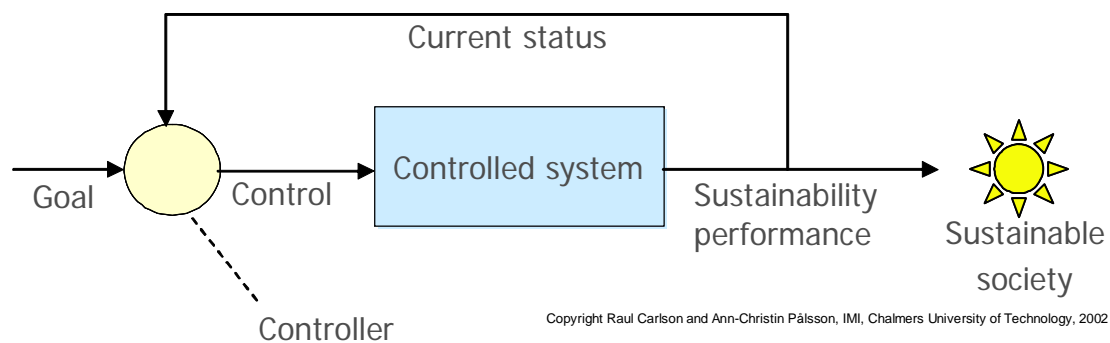 Current status
Goal
Control
Controlled system
Sustainability
performance
Sustainable
society
Controller
Copyright Raul Carlson and Ann-Christin Pålsson, IMI, Chalmers University of Technology, 2002